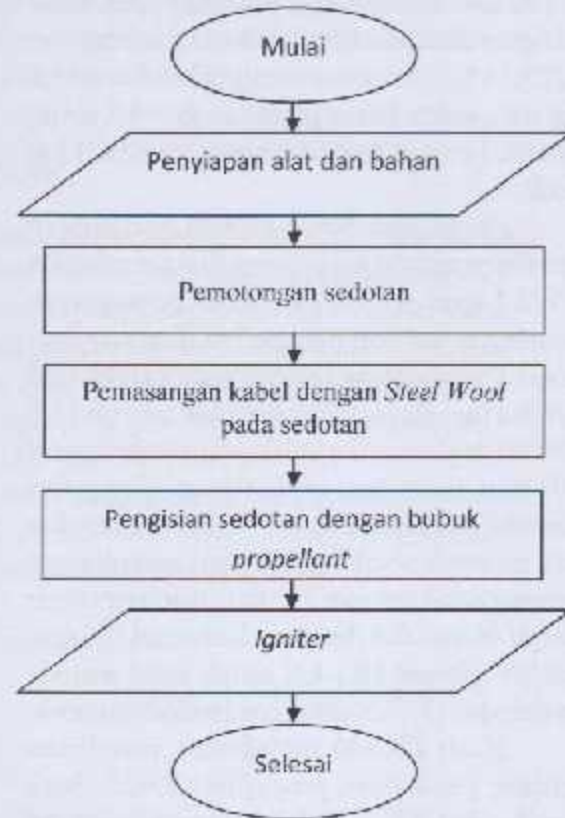 Mulai
Penyiapan alat dan bahan
Pemotongan sedotan
Pemasangan kabel dengan Steel Wool
pada sedotan
Pengisian sedotan dengan bubuk
propellant
Igniter
Selesai